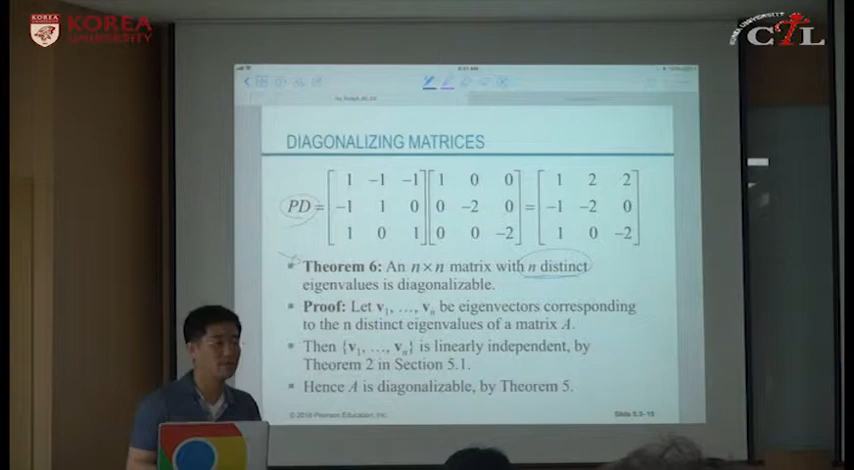 KOREA
UNIVERSITY
KOREA UNIVERSITY
CTL
DIAGONALIZING MATRICES
PD = [1 -1 -1] [1 0 0] = [1 2 2]
[-1 1 0] [0 -2 0] [-1 -2 0]
[1 0 1] [0 0 -2] [1 0 -2]
▪ Theorem 6: An n×n matrix with n distinct
eigenvalues is diagonalizable.
▪ Proof: Let v₁, …, vₙ be eigenvectors corresponding
to the n distinct eigenvalues of a matrix A.
▪ Then {v₁, …, vₙ} is linearly independent, by
Theorem 2 in Section 5.1.
▪ Hence A is diagonalizable, by Theorem 5.
© 2016 Pearson Education, Inc.